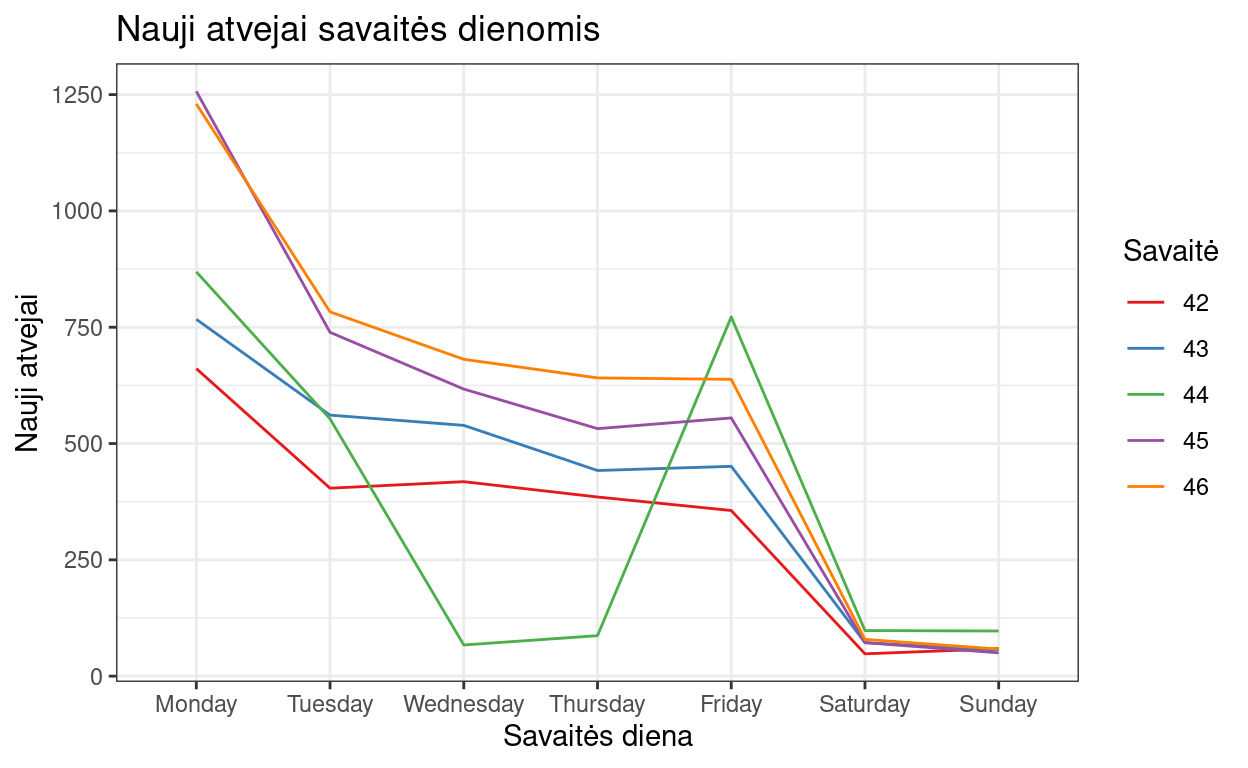 Nauji atvejai savaitės dienomis
Nauji atvejai
1250
1000
750
500
250
0
Monday Tuesday Wednesday Thursday Friday Saturday Sunday
Savaitės diena
Savaitė
42
43
44
45
46